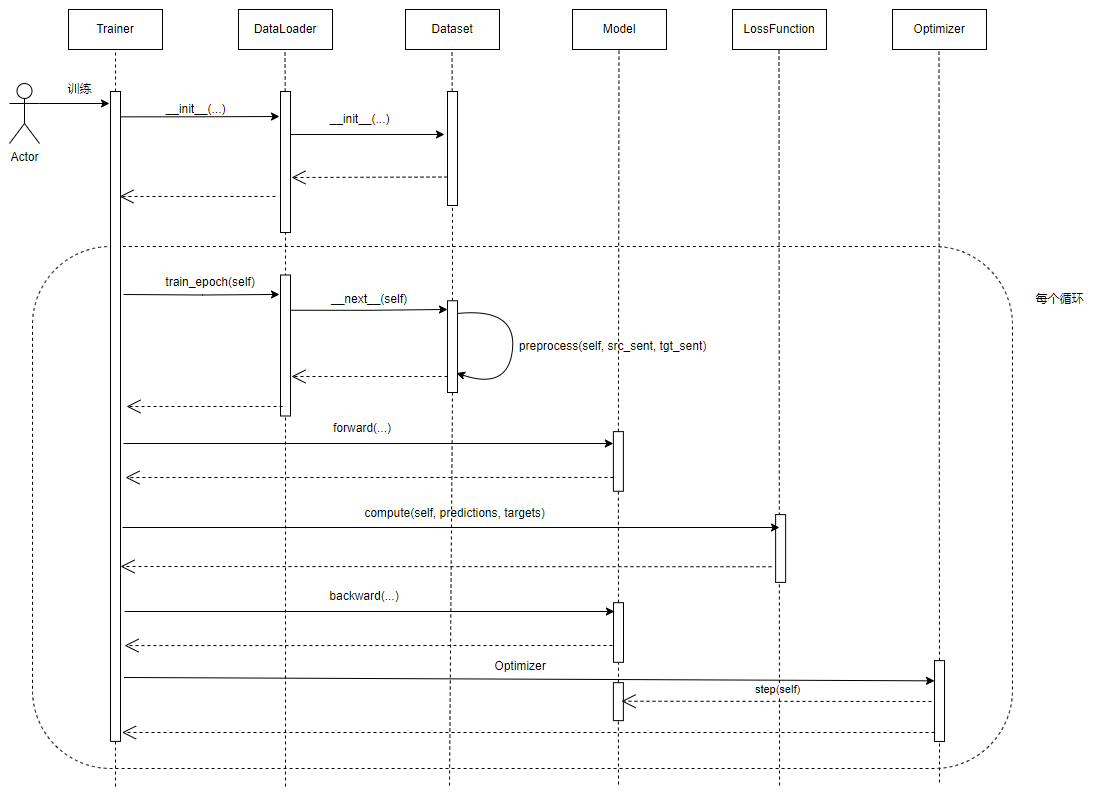 Trainer
DataLoader
Dataset
Model
LossFunction
Optimizer
训练
Actor
__init__(...)
__init__(...)
每个循环
train_epoch(self)
__next__(self)
preprocess(self, src_sent, tgt_sent)
forward(...)
compute(self, predictions, targets)
backward(...)
Optimizer
step(self)